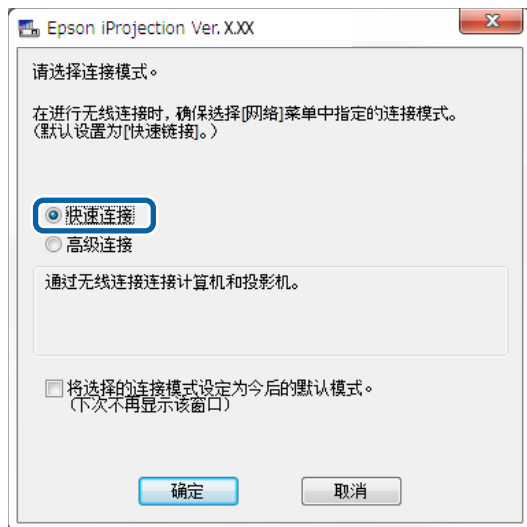 Epson iProjection Ver. X.XX
请选择连接模式。
在进行无线连接时，确保选择[网络]菜单中指定的连接模式。
(默认设置为[快速链接]。)
快速连接
高级连接
通过无线连接连接计算机和投影机。
将选择的连接模式设定为今后的默认模式。
(下次不再显示该窗口)
确定
取消